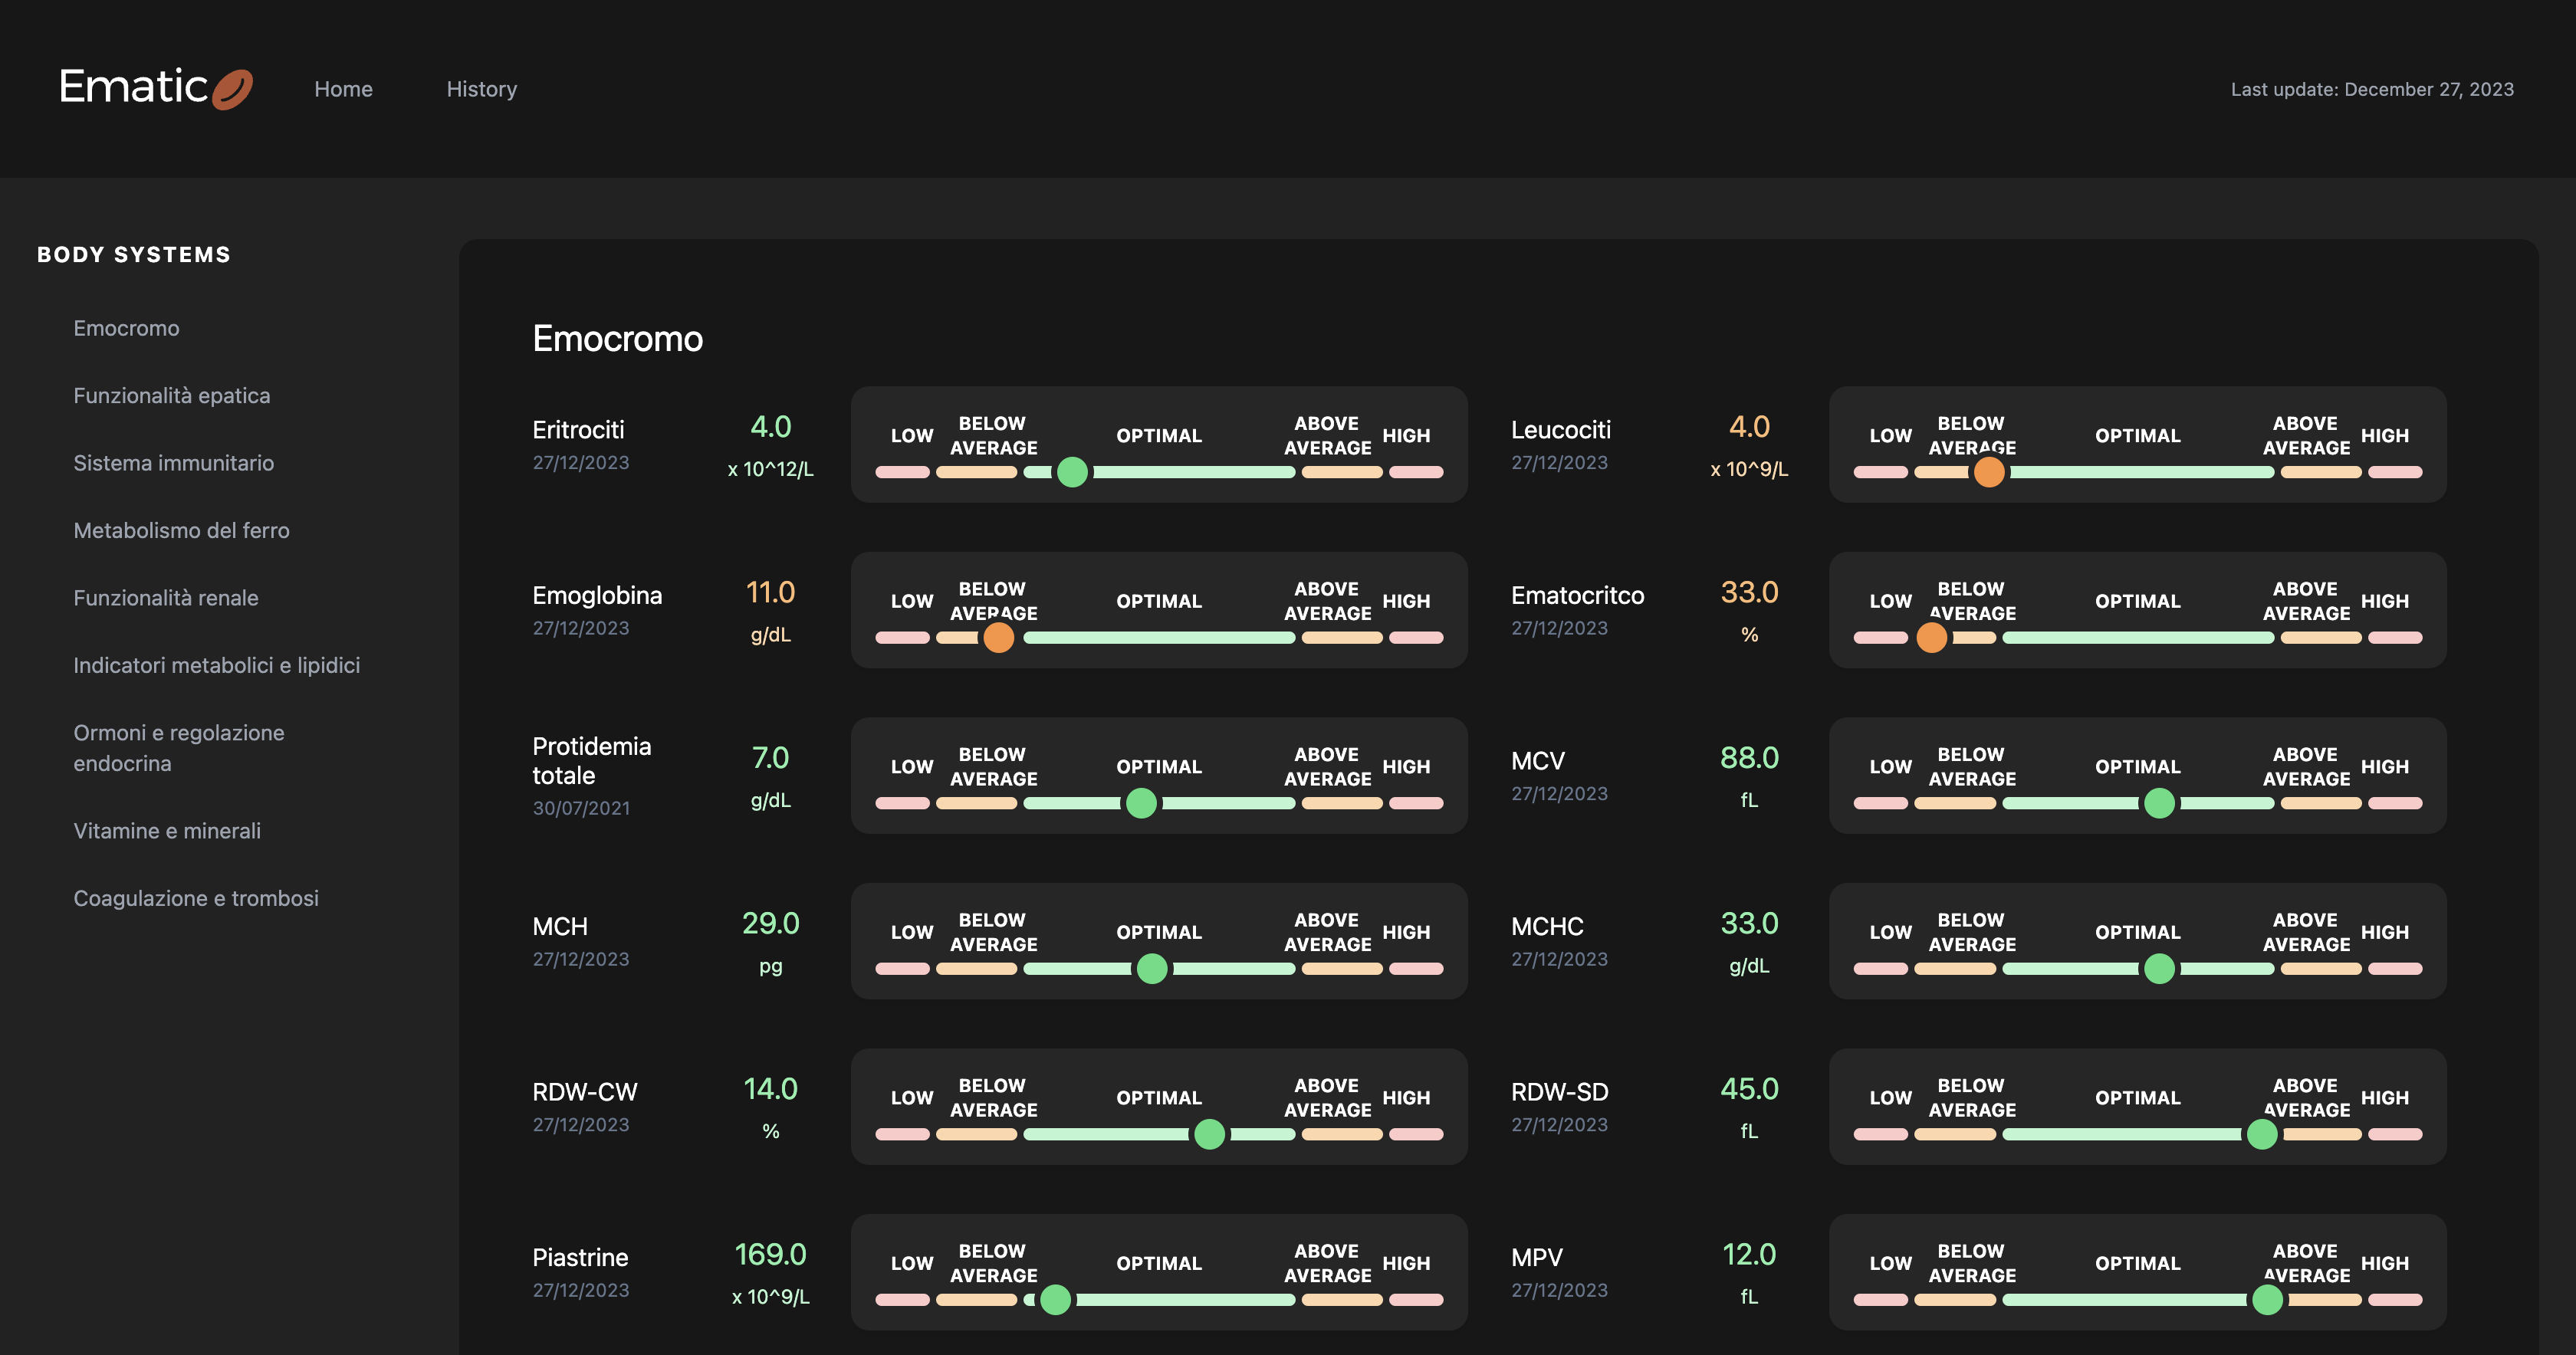 Ematic
Home
History
Last update: December 27, 2023
BODY SYSTEMS
Emocromo
Funzionalità epatica
Sistema immunitario
Metabolismo del ferro
Funzionalità renale
Indicatori metabolici e lipidici
Ormoni e regolazione
endocrina
Vitamine e minerali
Coagulazione e trombosi
Emocromo
Eritrociti
27/12/2023
4.0
x 10^12/L
LOW
BELOW
AVERAGE
OPTIMAL
ABOVE
AVERAGE
HIGH
Leucociti
27/12/2023
4.0
x 10^9/L
LOW
BELOW
AVERAGE
OPTIMAL
ABOVE
AVERAGE
HIGH
Emoglobina
27/12/2023
11.0
g/dL
LOW
BELOW
AVERAGE
OPTIMAL
ABOVE
AVERAGE
HIGH
Ematocritco
27/12/2023
33.0
%
LOW
BELOW
AVERAGE
OPTIMAL
ABOVE
AVERAGE
HIGH
Protidemia
totale
30/07/2021
7.0
g/dL
LOW
BELOW
AVERAGE
OPTIMAL
ABOVE
AVERAGE
HIGH
MCV
27/12/2023
88.0
fL
LOW
BELOW
AVERAGE
OPTIMAL
ABOVE
AVERAGE
HIGH
MCH
27/12/2023
29.0
pg
LOW
BELOW
AVERAGE
OPTIMAL
ABOVE
AVERAGE
HIGH
MCHC
27/12/2023
33.0
g/dL
LOW
BELOW
AVERAGE
OPTIMAL
ABOVE
AVERAGE
HIGH
RDW-CW
27/12/2023
14.0
%
LOW
BELOW
AVERAGE
OPTIMAL
ABOVE
AVERAGE
HIGH
RDW-SD
27/12/2023
45.0
fL
LOW
BELOW
AVERAGE
OPTIMAL
ABOVE
AVERAGE
HIGH
Piastrine
27/12/2023
169.0
x 10^9/L
LOW
BELOW
AVERAGE
OPTIMAL
ABOVE
AVERAGE
HIGH
MPV
27/12/2023
12.0
fL
LOW
BELOW
AVERAGE
OPTIMAL
ABOVE
AVERAGE
HIGH